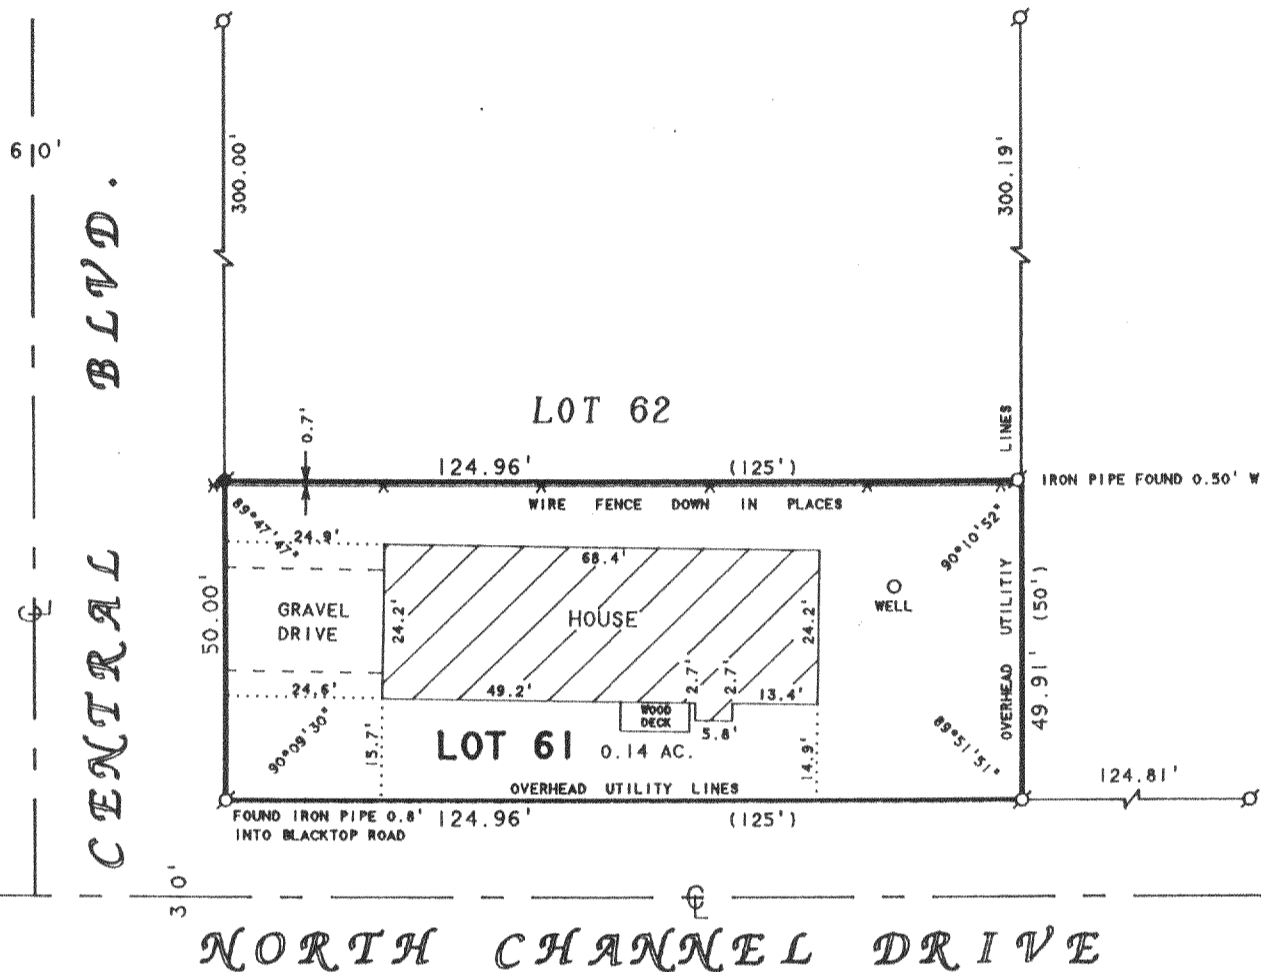 60'
300.00'
300.19'
CENTRAL BLVD.
LOT 62
0.7'
124.96' (125')
LINES
IRON PIPE FOUND 0.50' W
WIRE FENCE DOWN IN PLACES
89°47'47"
24.9'
68.4'
90°10'52"
GRAVEL
DRIVE
24.2'
HOUSE
24.2'
WELL
50.00'
OVERHEAD UTILITIY
49.91' (50')
24.6'
49.2'
2.7'
2.7'
13.4'
WOOD
DECK
5.8'
90°09'30"
15.7'
LOT 61 0.14 AC.
14.9'
89°51'51"
124.81'
OVERHEAD UTILITY LINES
FOUND IRON PIPE 0.8'
INTO BLACKTOP ROAD
124.96' (125')
30'
CL
CL
NORTH CHANNEL DRIVE